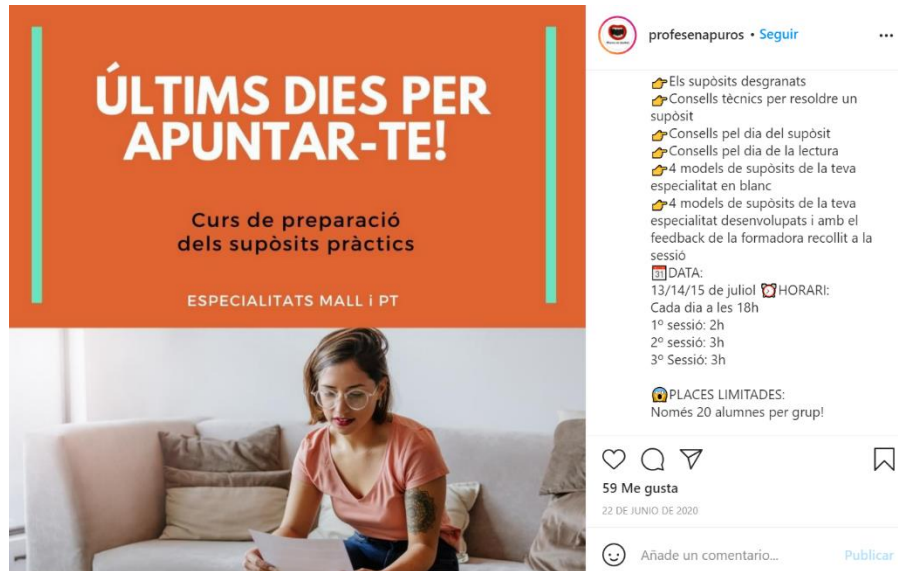 ÚLTIMS DIES PER
APUNTAR-TE!
Curs de preparació
dels supòsits pràctics
ESPECIALITATS MALL i PT
profesenapuros • Seguir
👉Els supòsits desgranats
👉Consells tècnics per resoldre un
supòsit
👉Consells pel dia del supòsit
👉Consells pel dia de la lectura
👉4 models de supòsits de la teva
especialitat en blanc
👉4 models de supòsits de la teva
especialitat desenvolupats i amb el
feedback de la formadora recollit a la
sessió
📅DATA:
13/14/15 de juliol ⏰HORARI:
Cada dia a les 18h
1º sessió: 2h
2º sessió: 3h
3º Sessió: 3h
😱PLACES LIMITADES:
Només 20 alumnes per grup!
59 Me gusta
22 DE JUNIO DE 2020
Añade un comentario...
Publicar